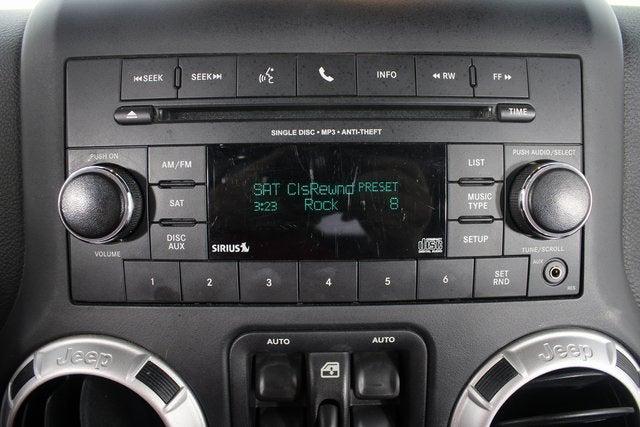 SEEK SEEK INFO RW FF
TIME
SINGLE DISC • MP3 • ANTI-THEFT
PUSH ON AM/FM LIST PUSH AUDIO/SELECT
SAT ClsRewnd PRESET
3:23 Rock 8
SAT MUSIC TYPE
DISC AUX SIRIUS disc SETUP
VOLUME TUNE/SCROLL
1 2 3 4 5 6 SET RND AUX
AUTO AUTO
Jeep Jeep